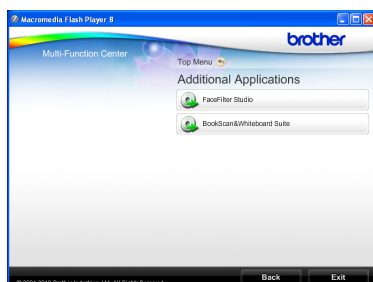 Macromedia Flash Player 8
brother
Multi-Function Center
Top Menu
Additional Applications
FaceFilter Studio
BookScan&Whiteboard Suite
Back
Exit